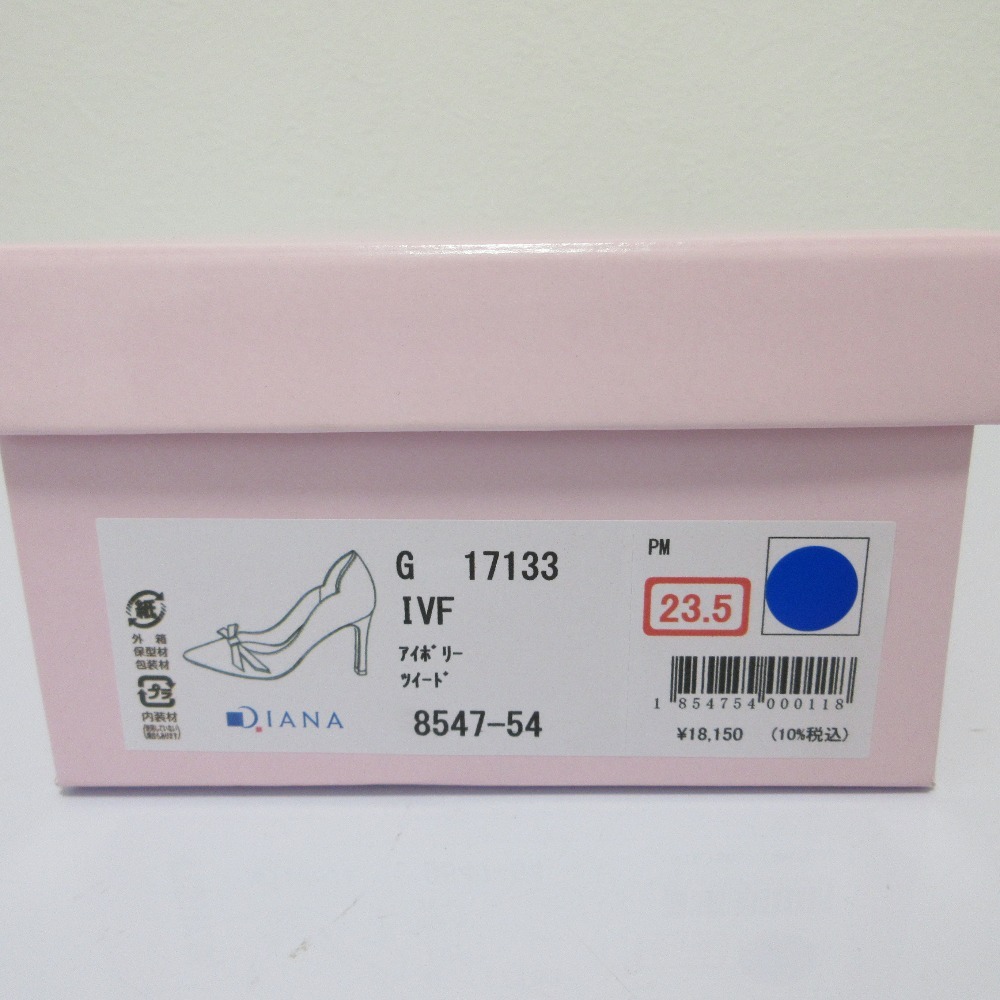 紙
外箱
保型材
包装材
プラ
内装材
DIANA
G 17133
IVF
ｱｲﾎﾞﾘｰ
ﾂｲｰﾄﾞ
8547-54
PM
23.5
1 854754 000118
¥18,150 (10%税込)